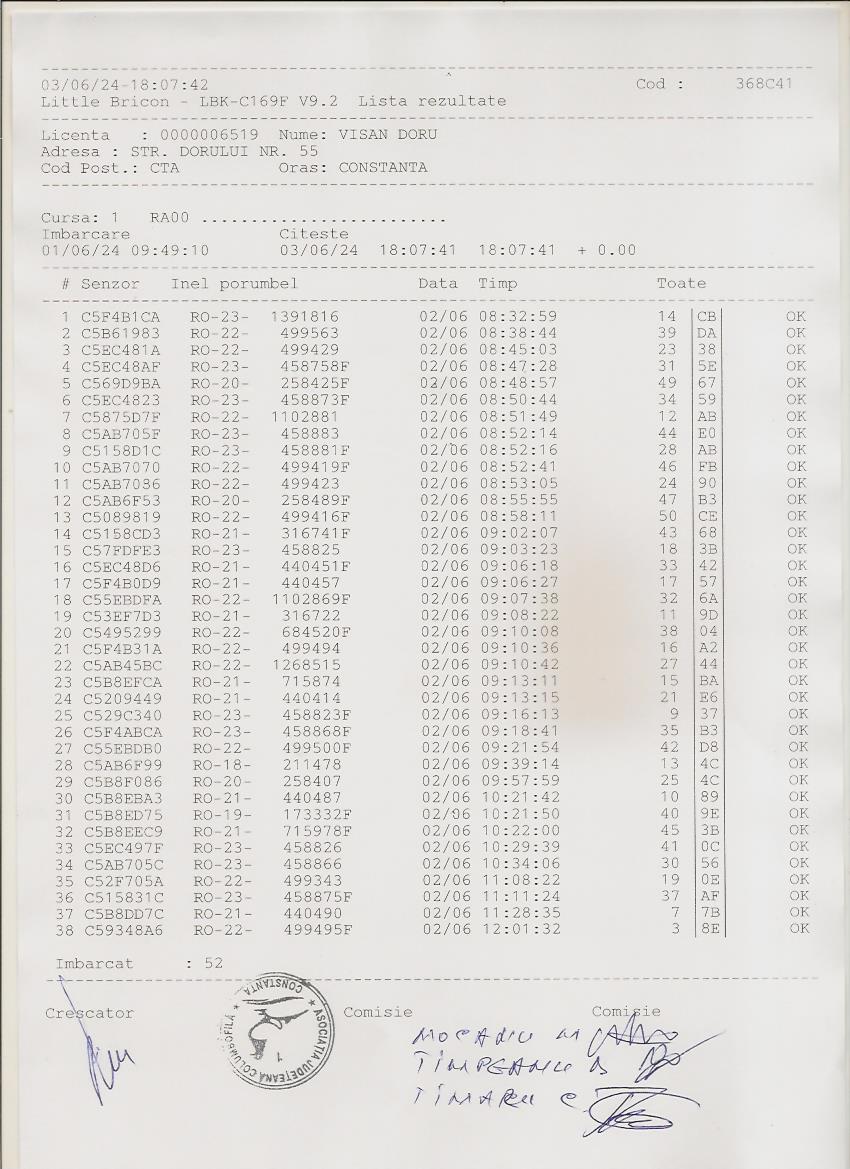 03/06/24-18:07:42 Cod : 368C41
Little Bricon - LBK-C169F V9.2 Lista rezultate
Licenta : 0000006519 Nume: VISAN DORU
Adresa : STR. DORULUI NR. 55
Cod Post.: CTA Oras: CONSTANTA
Cursa: 1 RA00 .........................
Imbarcare Citeste
01/06/24 09:49:10 03/06/24 18:07:41 18:07:41 + 0.00
# Senzor Inel porumbel Data Timp Toate
1 C5F4B1CA RO-23- 1391816 02/06 08:32:59 14 CB OK
2 C5B61983 RO-22- 499563 02/06 08:38:44 39 DA OK
3 C5EC481A RO-22- 499429 02/06 08:45:03 23 38 OK
4 C5EC48AF RO-23- 458758F 02/06 08:47:28 31 5E OK
5 C569D9BA RO-20- 258425F 02/06 08:48:57 49 67 OK
6 C5EC4823 RO-23- 458873F 02/06 08:50:44 34 59 OK
7 C5875D7F RO-22- 1102881 02/06 08:51:49 12 AB OK
8 C5AB705F RO-23- 458883 02/06 08:52:14 44 E0 OK
9 C5158D1C RO-23- 458881F 02/06 08:52:16 28 AB OK
10 C5AB7070 RO-22- 499419F 02/06 08:52:41 46 FB OK
11 C5AB7086 RO-22- 499423 02/06 08:53:05 24 90 OK
12 C5AB6F53 RO-20- 258489F 02/06 08:55:55 47 B3 OK
13 C5089819 RO-22- 499416F 02/06 08:58:11 50 CE OK
14 C5158CD3 RO-21- 316741F 02/06 09:02:07 43 68 OK
15 C57FDFE3 RO-23- 458825 02/06 09:03:23 18 3B OK
16 C5EC48D6 RO-21- 440451F 02/06 09:06:18 33 42 OK
17 C5F4B0D9 RO-21- 440457 02/06 09:06:27 17 57 OK
18 C55EBDFA RO-22- 1102869F 02/06 09:07:38 32 6A OK
19 C53EF7D3 RO-21- 316722 02/06 09:08:22 11 9D OK
20 C5495299 RO-22- 684520F 02/06 09:10:08 38 04 OK
21 C5F4B31A RO-22- 499494 02/06 09:10:36 16 A2 OK
22 C5AB45BC RO-22- 1268515 02/06 09:10:42 27 44 OK
23 C5B8EFCA RO-21- 715874 02/06 09:13:11 15 BA OK
24 C5209449 RO-21- 440414 02/06 09:13:15 21 E6 OK
25 C529C340 RO-23- 458823F 02/06 09:16:13 9 37 OK
26 C5F4ABCA RO-23- 458868F 02/06 09:18:41 35 B3 OK
27 C55EBDB0 RO-22- 499500F 02/06 09:21:54 42 D8 OK
28 C5AB6F99 RO-18- 211478 02/06 09:39:14 13 4C OK
29 C5B8F086 RO-20- 258407 02/06 09:57:59 25 4C OK
30 C5B8EBA3 RO-21- 440487 02/06 10:21:42 10 89 OK
31 C5B8ED75 RO-19- 173332F 02/06 10:21:50 40 9E OK
32 C5B8EEC9 RO-21- 715978F 02/06 10:22:00 45 3B OK
33 C5EC497F RO-23- 458826 02/06 10:29:39 41 0C OK
34 C5AB705C RO-23- 458866 02/06 10:34:06 30 56 OK
35 C52F705A RO-22- 499343 02/06 11:08:22 19 0E OK
36 C515831C RO-23- 458875F 02/06 11:11:24 37 AF OK
37 C5B8DD7C RO-21- 440490 02/06 11:28:35 7 7B OK
38 C59348A6 RO-22- 499495F 02/06 12:01:32 3 8E OK
Imbarcat : 52
Crescator Comisie Comisie
ASOCIATIA JUDETEANĂ COLUMBOFILĂ * CONSTANTA *
1
MOCANU M
TIMPEANU
TIMARU C